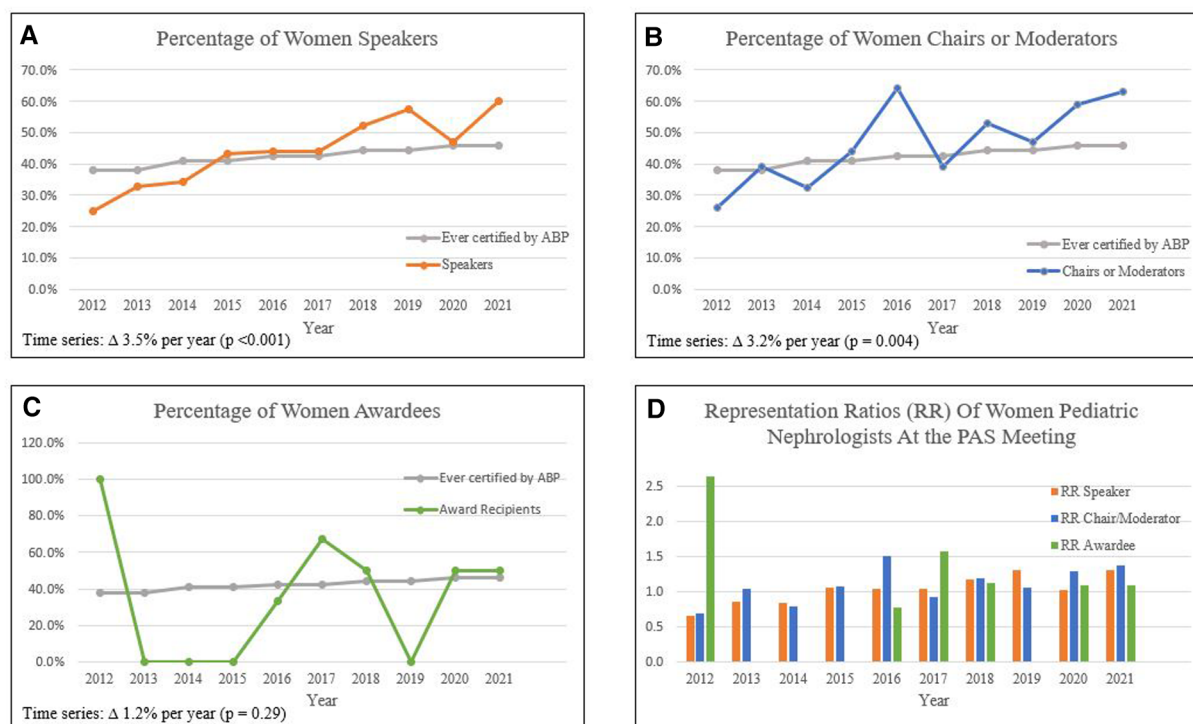 A
Percentage of Women Speakers
70.0%
60.0%
50.0%
40.0%
30.0%
20.0%
10.0%
0.0%
Ever certified by ABP
Speakers
2012 2013 2014 2015 2016 2017 2018 2019 2020 2021
Year
Time series: Δ 3.5% per year (p <0.001)
B
Percentage of Women Chairs or Moderators
70.0%
60.0%
50.0%
40.0%
30.0%
20.0%
10.0%
0.0%
Ever certified by ABP
Chairs or Moderators
2012 2013 2014 2015 2016 2017 2018 2019 2020 2021
Year
Time series: Δ 3.2% per year (p = 0.004)
C
Percentage of Women Awardees
120.0%
100.0%
80.0%
60.0%
40.0%
20.0%
0.0%
Ever certified by ABP
Award Recipients
2012 2013 2014 2015 2016 2017 2018 2019 2020 2021
Year
Time series: Δ 1.2% per year (p = 0.29)
D
Representation Ratios (RR) Of Women Pediatric
Nephrologists At the PAS Meeting
2.5
2.0
1.5
1.0
0.5
0.0
RR Speaker
RR Chair/Moderator
RR Awardee
2012 2013 2014 2015 2016 2017 2018 2019 2020 2021
Year